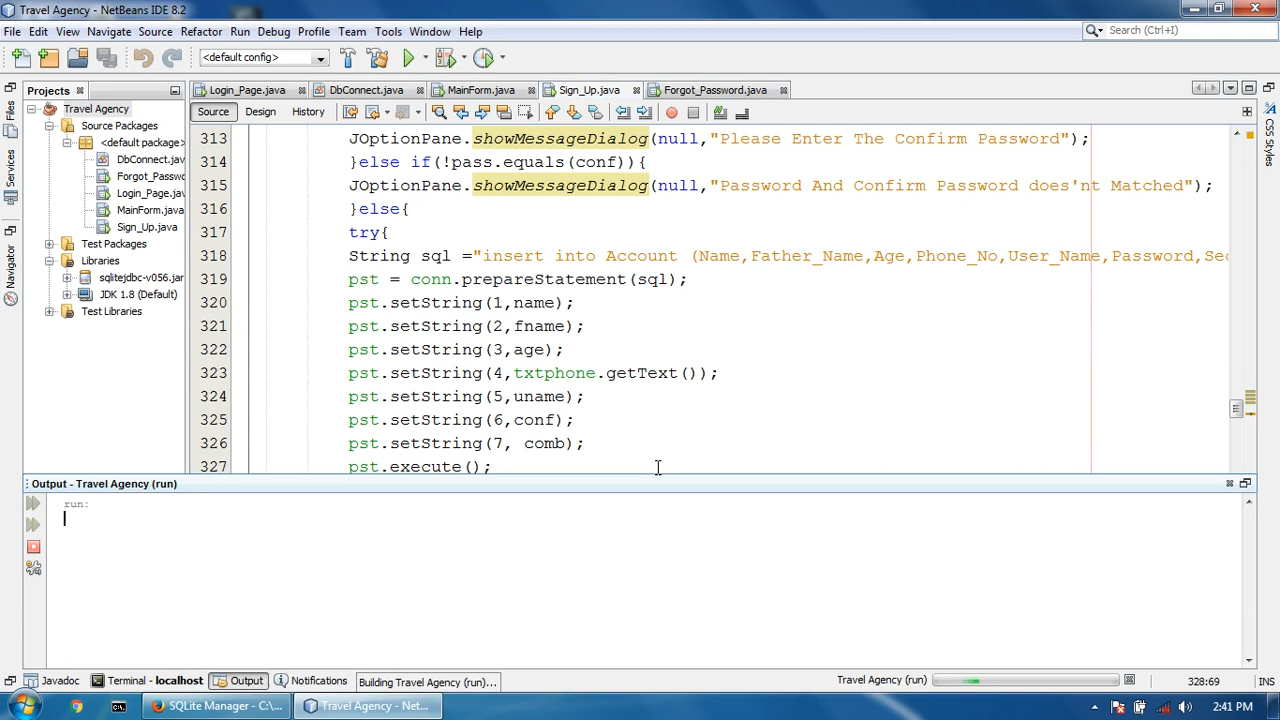 Travel Agency - NetBeans IDE 8.2
File Edit View Navigate Source Refactor Run Debug Profile Team Tools Window Help
Search (Ctrl+I)
<default config>
Projects
Login_Page.java DbConnect.java MainForm.java Sign_Up.java Forgot_Password.java
Source Design History
Files
Services
Navigator
CSS Styles
Travel Agency
Source Packages
<default package>
DbConnect.jav
Forgot_Passwo
Login_Page.java
MainForm.java
Sign_Up.java
Test Packages
Libraries
sqlitejdbc-v056.jar
JDK 1.8 (Default)
Test Libraries
313 JOptionPane.showMessageDialog(null,"Please Enter The Confirm Password");
314 }else if(!pass.equals(conf)){
315 JOptionPane.showMessageDialog(null,"Password And Confirm Password does'nt Matched");
316 }else{
317 try{
318 String sql ="insert into Account (Name,Father_Name,Age,Phone_No,User_Name,Password,Sec
319 pst = conn.prepareStatement(sql);
320 pst.setString(1,name);
321 pst.setString(2,fname);
322 pst.setString(3,age);
323 pst.setString(4,txtphone.getText());
324 pst.setString(5,uname);
325 pst.setString(6,conf);
326 pst.setString(7, comb);
327 pst.execute();
Output - Travel Agency (run)
run:
Javadoc Terminal - localhost Output Notifications Building Travel Agency (run)... Travel Agency (run) 328:69 INS
SQLite Manager - C:\... Travel Agency - Net... 2:41 PM